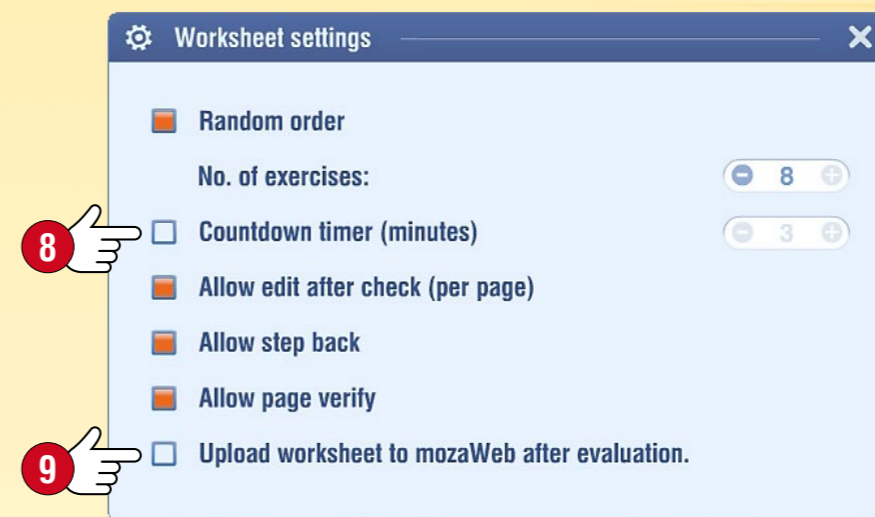 Worksheet settings
Random order
No. of exercises: 8
8 Countdown timer (minutes) 3
Allow edit after check (per page)
Allow step back
Allow page verify
9 Upload worksheet to mozaWeb after evaluation.